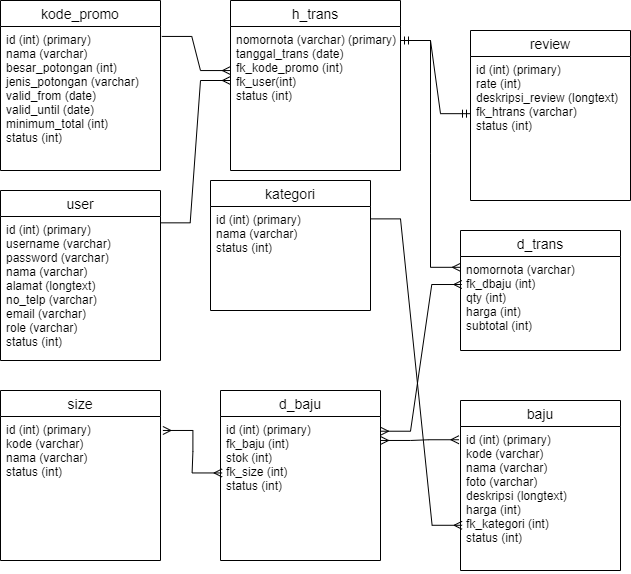 kode_promo
id (int) (primary)
nama (varchar)
besar_potongan (int)
jenis_potongan (varchar)
valid_from (date)
valid_until (date)
minimum_total (int)
status (int)
h_trans
nomornota (varchar) (primary)
tanggal_trans (date)
fk_kode_promo (int)
fk_user(int)
status (int)
review
id (int) (primary)
rate (int)
deskripsi_review (longtext)
fk_htrans (varchar)
status (int)
user
id (int) (primary)
username (varchar)
password (varchar)
nama (varchar)
alamat (longtext)
no_telp (varchar)
email (varchar)
role (varchar)
status (int)
kategori
id (int) (primary)
nama (varchar)
status (int)
d_trans
nomornota (varchar)
fk_dbaju (int)
qty (int)
harga (int)
subtotal (int)
size
id (int) (primary)
kode (varchar)
nama (varchar)
status (int)
d_baju
id (int) (primary)
fk_baju (int)
stok (int)
fk_size (int)
status (int)
baju
id (int) (primary)
kode (varchar)
nama (varchar)
foto (varchar)
deskripsi (longtext)
harga (int)
fk_kategori (int)
status (int)